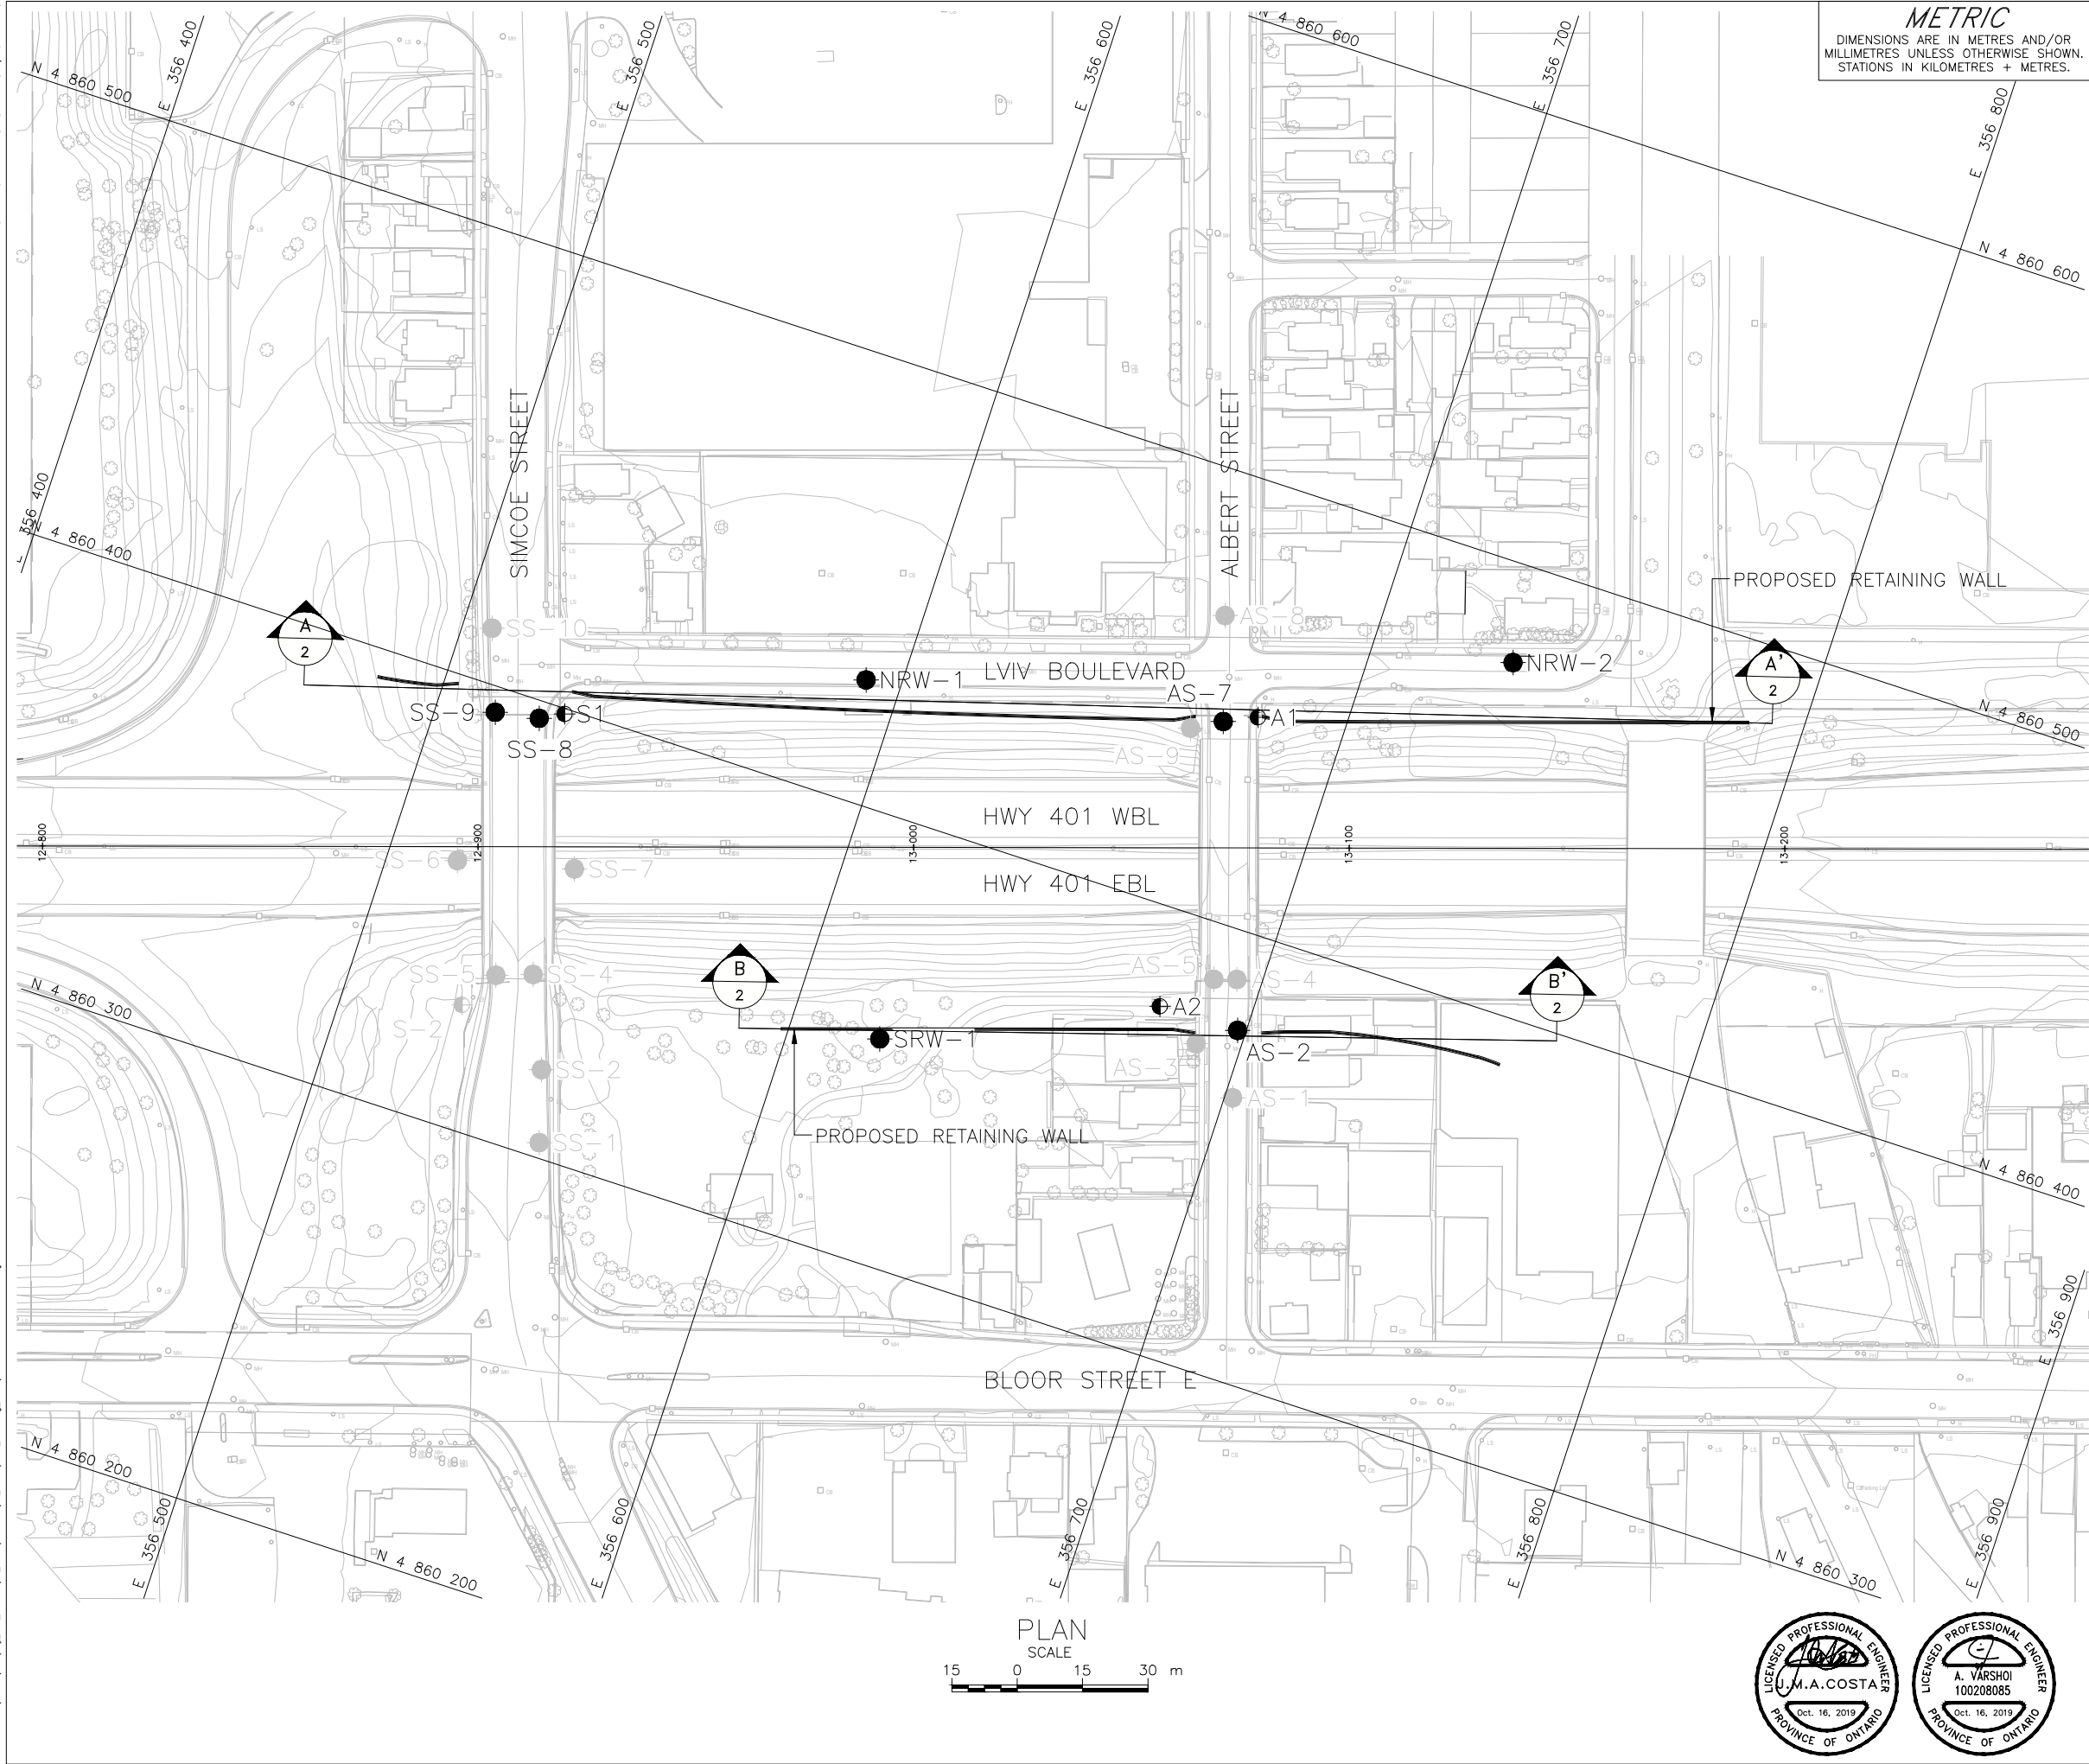 METRIC
DIMENSIONS ARE IN METRES AND/OR
MILLIMETRES UNLESS OTHERWISE SHOWN.
STATIONS IN KILOMETRES + METRES.
E 356 400
E 356 500
E 356 600
N 4 860 600
E 356 700
E 356 800
N 4 860 500
N 4 860 600
SIMCOE STREET
ALBERT STREET
356 400
N 4 860 400
PROPOSED RETAINING WALL
A
2
SS-10
AS-8
NRW-1
LVIV BOULEVARD
NRW-2
A'
2
AS-7
SS-9
S1
A1
SS-8
AS-9
N 4 860 500
HWY 401 WBL
12+800
12+900
13+000
13+100
13+200
SS-6
SS-7
HWY 401 EBL
B
2
SS-5
SS-4
AS-5
AS-4
B'
2
N 4 860 300
S-2
A2
SRW-1
AS-2
SS-2
AS-3
AS-1
PROPOSED RETAINING WALL
SS-1
N 4 860 400
E 356 900
BLOOR STREET E
N 4 860 200
E 356 500
N 4 860 200
E 356 600
E 356 700
E 356 800
N 4 860 300
E 356 900
PLAN
SCALE
15 0 15 30 m
LICENSED PROFESSIONAL ENGINEER
J.M.A.COSTA
Oct. 16, 2019
PROVINCE OF ONTARIO
LICENSED PROFESSIONAL ENGINEER
A. VARSHOI
100208085
Oct. 16, 2019
PROVINCE OF ONTARIO